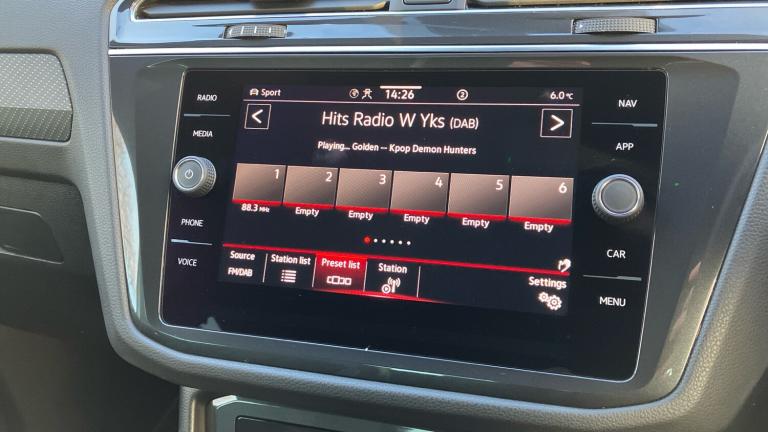 RADIO
MEDIA
PHONE
VOICE
Sport
14:26
2
6.0 °C
Hits Radio W Yks (DAB)
Playing... Golden -- Kpop Demon Hunters
1 2 3 4 5 6
88.3 MHz Empty Empty Empty Empty Empty
Source Station list Preset list Station Settings
FM/DAB
NAV
APP
CAR
MENU